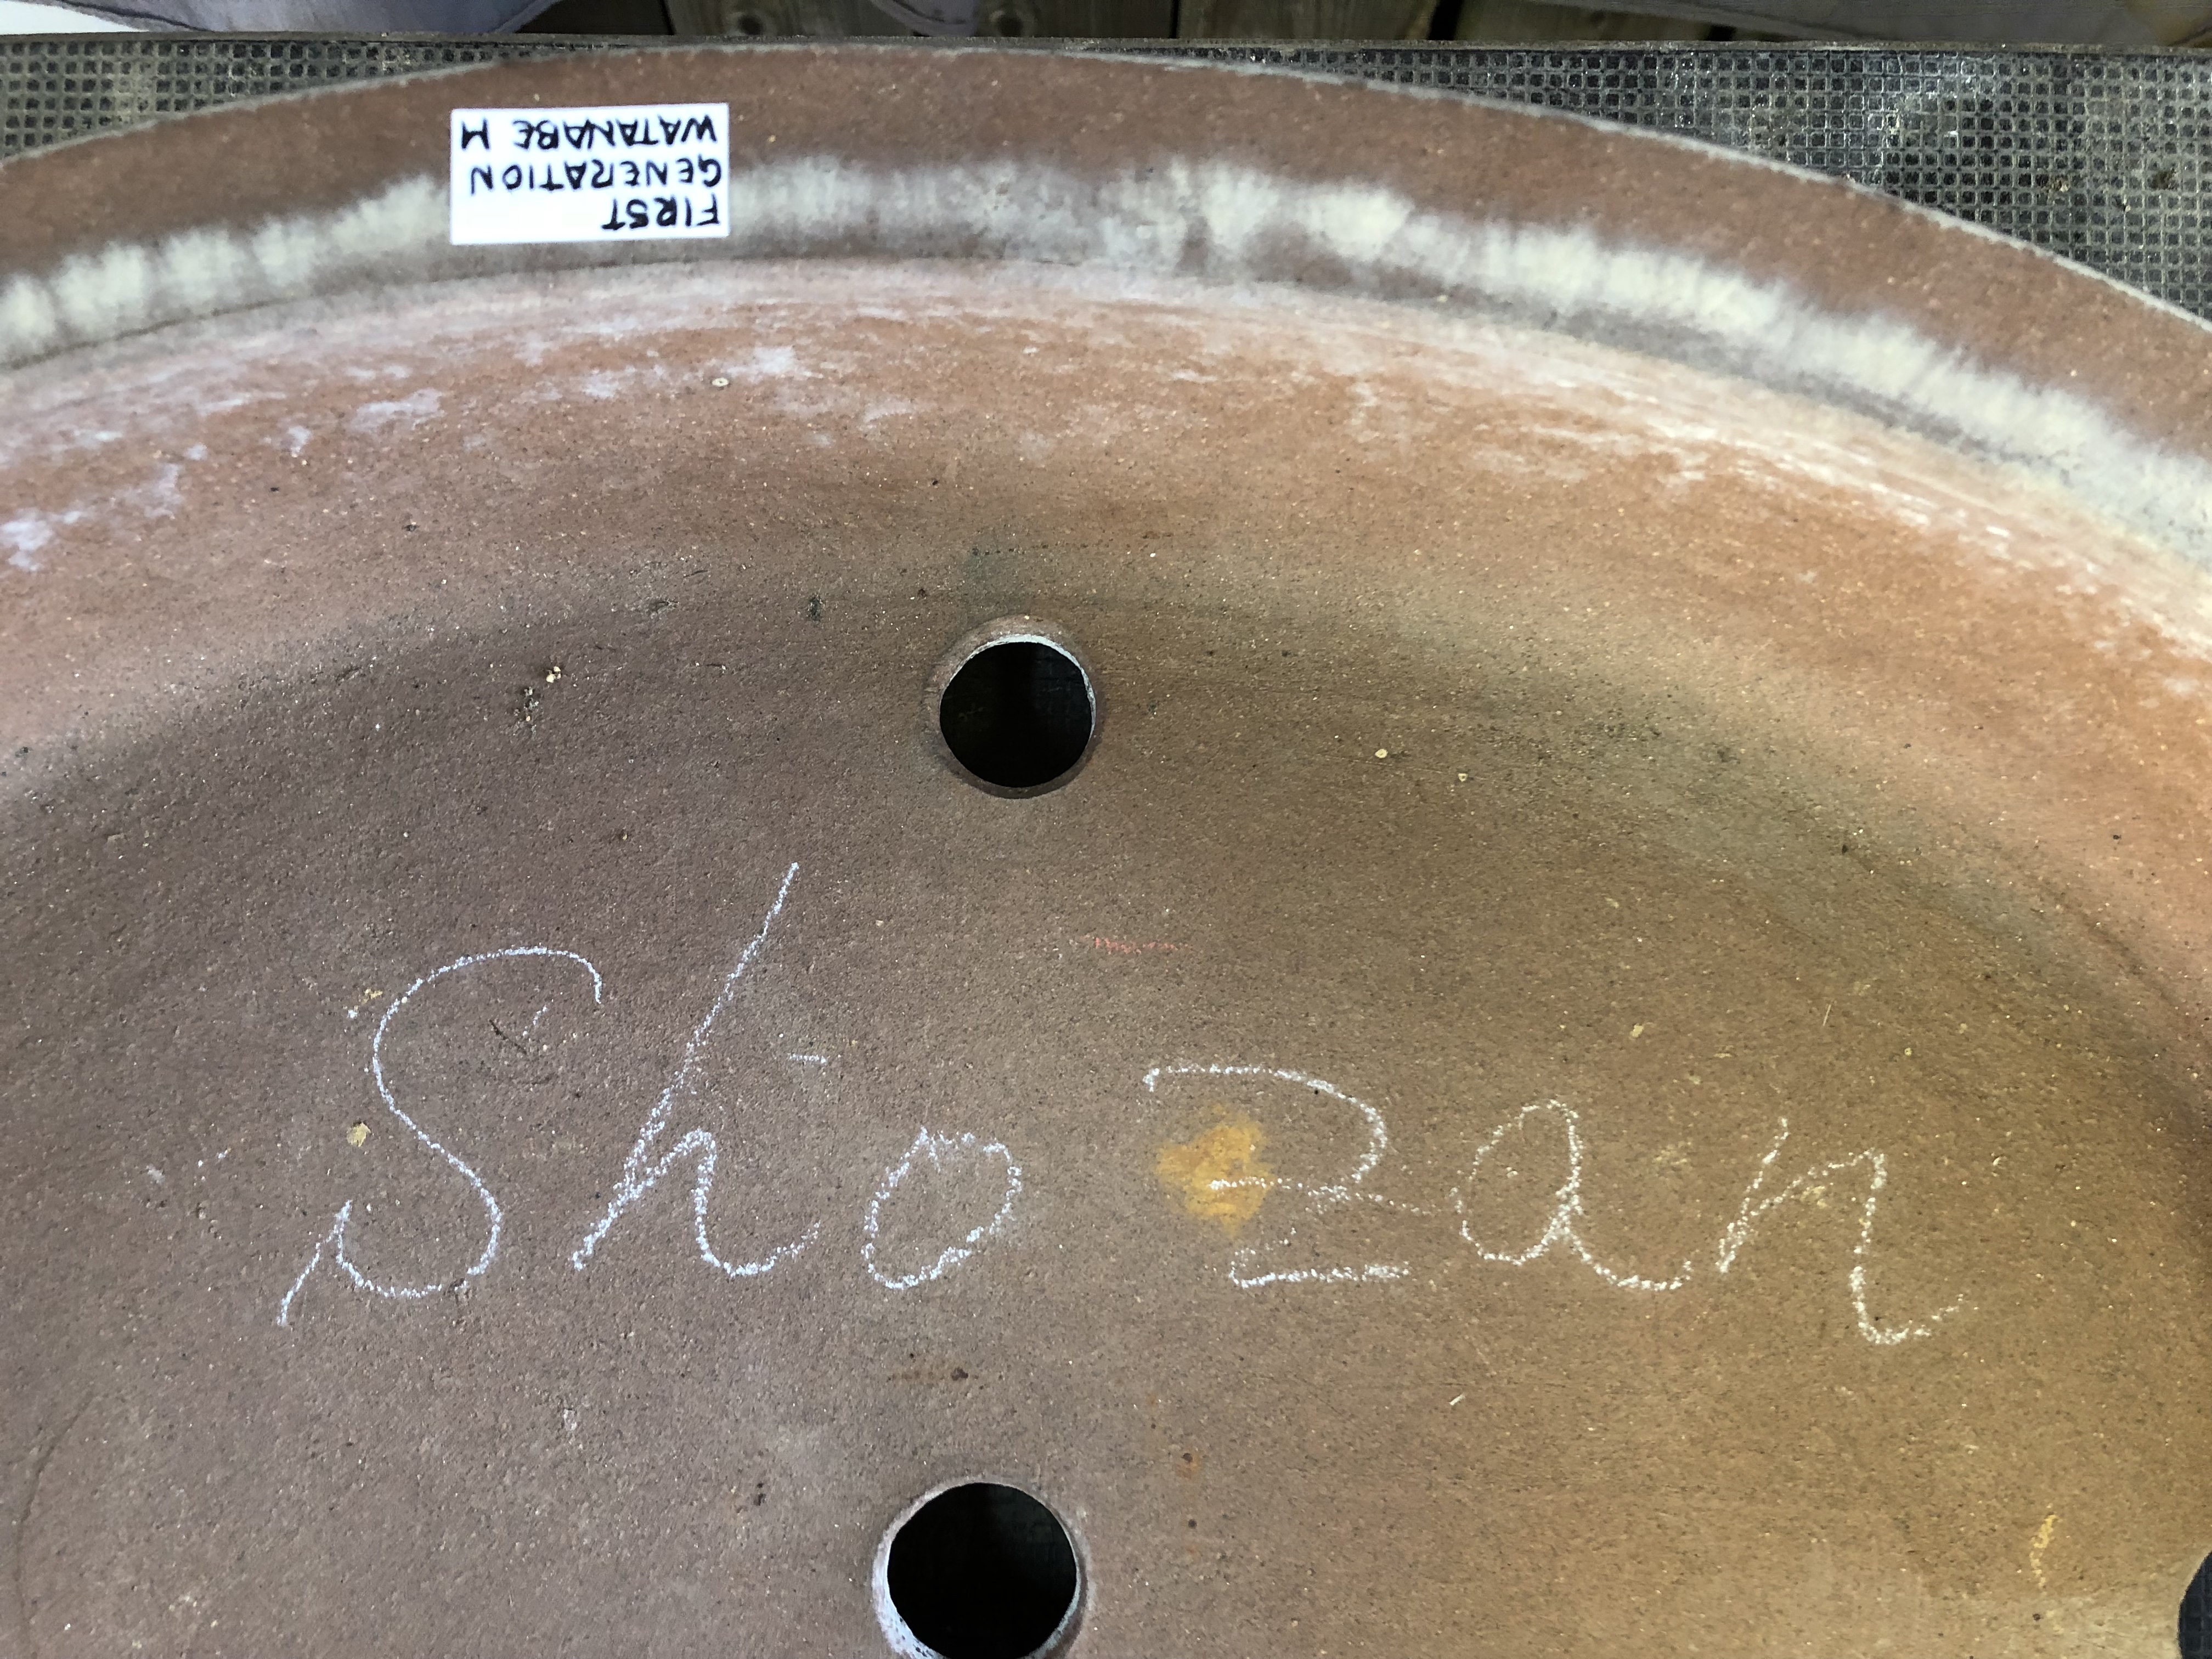 FIRST
GENERATION
WATANABE H
Sho Zan